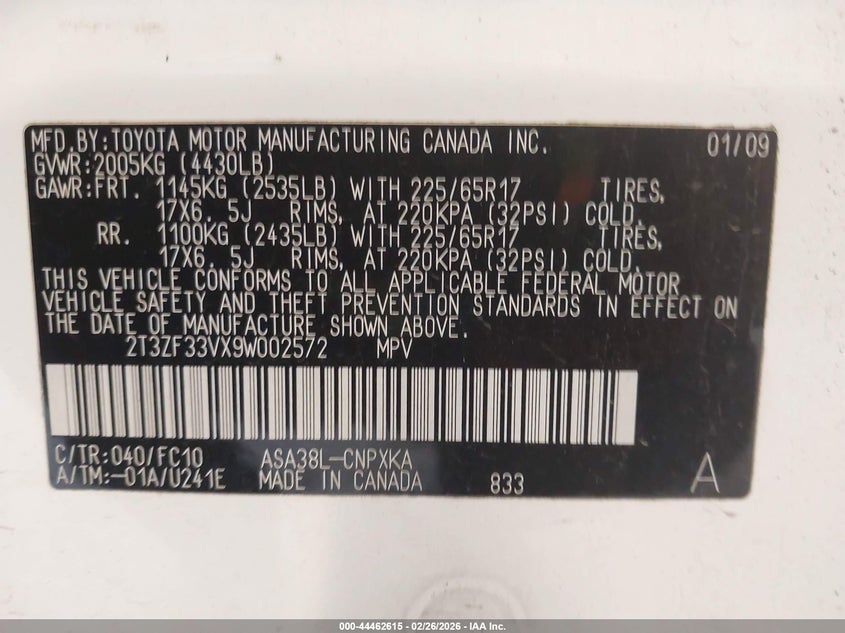 MFD.BY:TOYOTA MOTOR MANUFACTURING CANADA INC. 01/09
GVWR:2005KG (4430LB)
GAWR:FRT. 1145KG (2535LB) WITH 225/65R17 TIRES,
17X6.5J RIMS, AT 220KPA (32PSI) COLD.
RR. 1100KG (2435LB) WITH 225/65R17 TIRES,
17X6.5J RIMS, AT 220KPA (32PSI) COLD.
THIS VEHICLE CONFORMS TO ALL APPLICABLE FEDERAL MOTOR
VEHICLE SAFETY AND THEFT PREVENTION STANDARDS IN EFFECT ON
THE DATE OF MANUFACTURE SHOWN ABOVE.
2T3ZF33VX9W002572 MPV
C/TR:040/FC10 ASA38L-CNPXKA
A/TM:-01A/U241E MADE IN CANADA 833 A
000-44462615 - 02/26/2026 - IAA Inc.